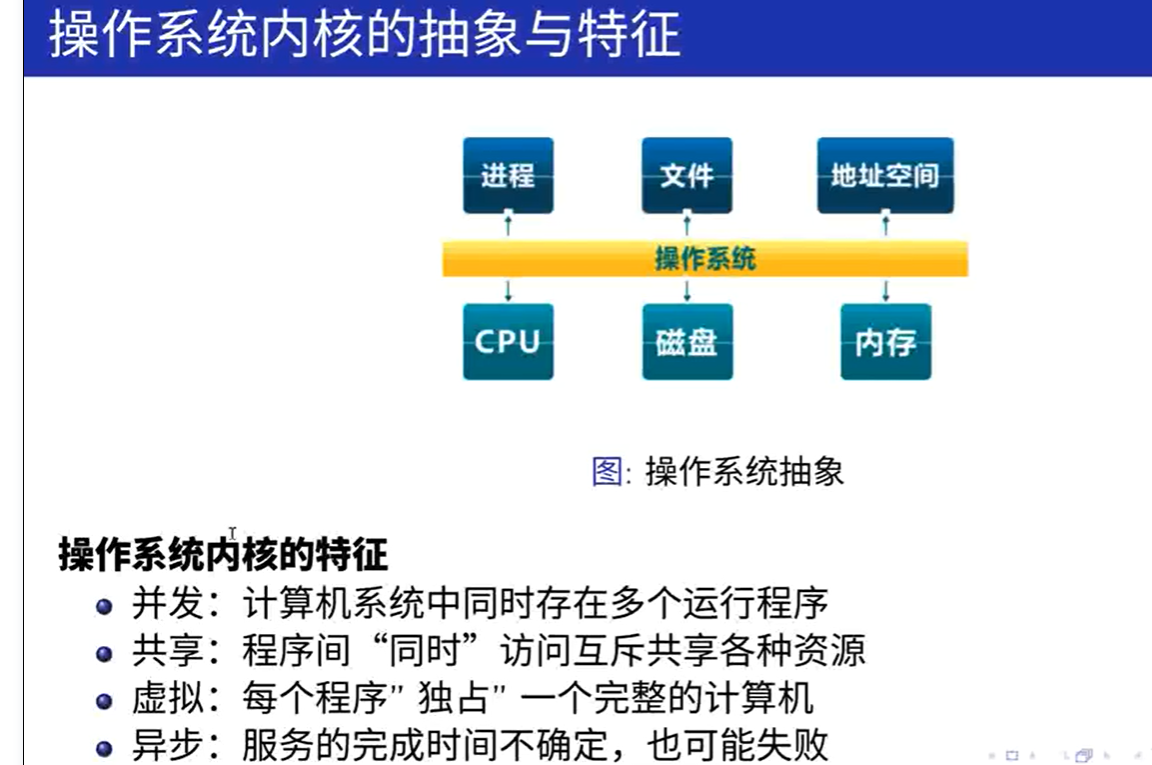 操作系统内核的抽象与特征
进程 文件 地址空间
操作系统
CPU 磁盘 内存
图: 操作系统抽象
操作系统内核的特征
并发：计算机系统中同时存在多个运行程序
共享：程序间“同时”访问互斥共享各种资源
虚拟：每个程序”独占”一个完整的计算机
异步：服务的完成时间不确定，也可能失败